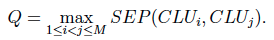 Q = max_{1≤i<j≤M} SEP(CLU_i, CLU_j).